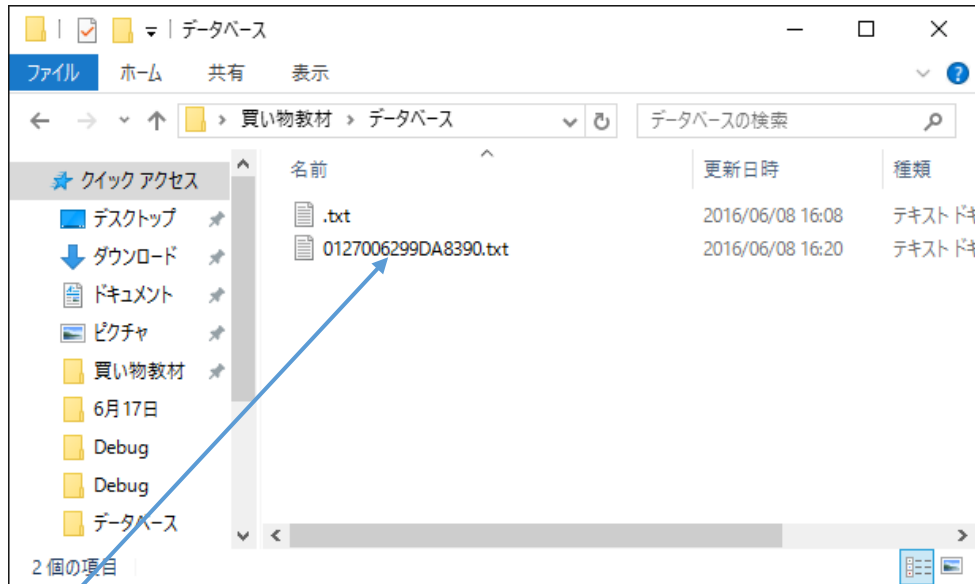 データベース
ファイル ホーム 共有 表示
買い物教材 データベース データベースの検索
名前 更新日時 種類
クイック アクセス
デスクトップ .txt 2016/06/08 16:08 テキスト
ダウンロード 0127006299DA8390.txt 2016/06/08 16:20 テキスト
ドキュメント
ピクチャ
買い物教材
6月17日
Debug
Debug
データベース
2 個の項目